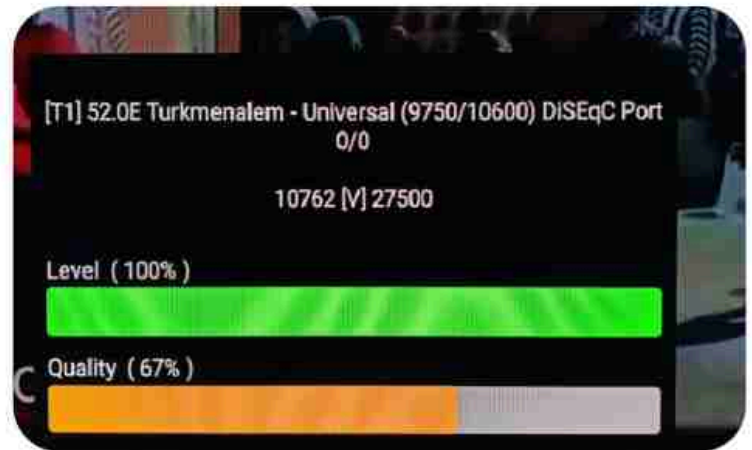 [T1] 52.0E Turkmenalem - Universal (9750/10600) DiSEqC Port
0/0
10762 [V] 27500
Level ( 100% )
Quality ( 67% )
C